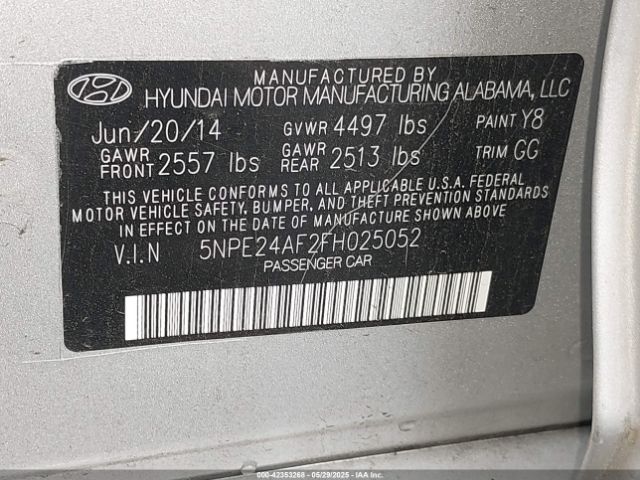 MANUFACTURED BY
HYUNDAI MOTOR MANUFACTURING ALABAMA, LLC
Jun/20/14 GVWR 4497 lbs PAINT Y8
GAWR FRONT 2557 lbs GAWR REAR 2513 lbs TRIM GG
THIS VEHICLE CONFORMS TO ALL APPLICABLE U.S.A. FEDERAL
MOTOR VEHICLE SAFETY, BUMPER, AND THEFT PREVENTION STANDARDS
IN EFFECT ON THE DATE OF MANUFACTURE SHOWN ABOVE
V.I.N 5NPE24AF2FH025052
PASSENGER CAR
000-42353268 - 05/29/2025 - IAAI.COM